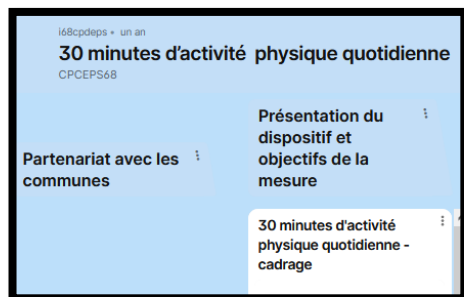 i68cpdeps • un an
30 minutes d'activité physique quotidienne
CPCEPS68
Partenariat avec les
communes
Présentation du
dispositif et
objectifs de la
mesure
30 minutes d'activité
physique quotidienne -
cadrage